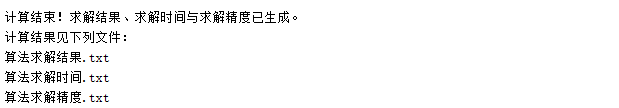 计算结束！求解结果、求解时间与求解精度已生成。
计算结果见下列文件：
算法求解结果.txt
算法求解时间.txt
算法求解精度.txt